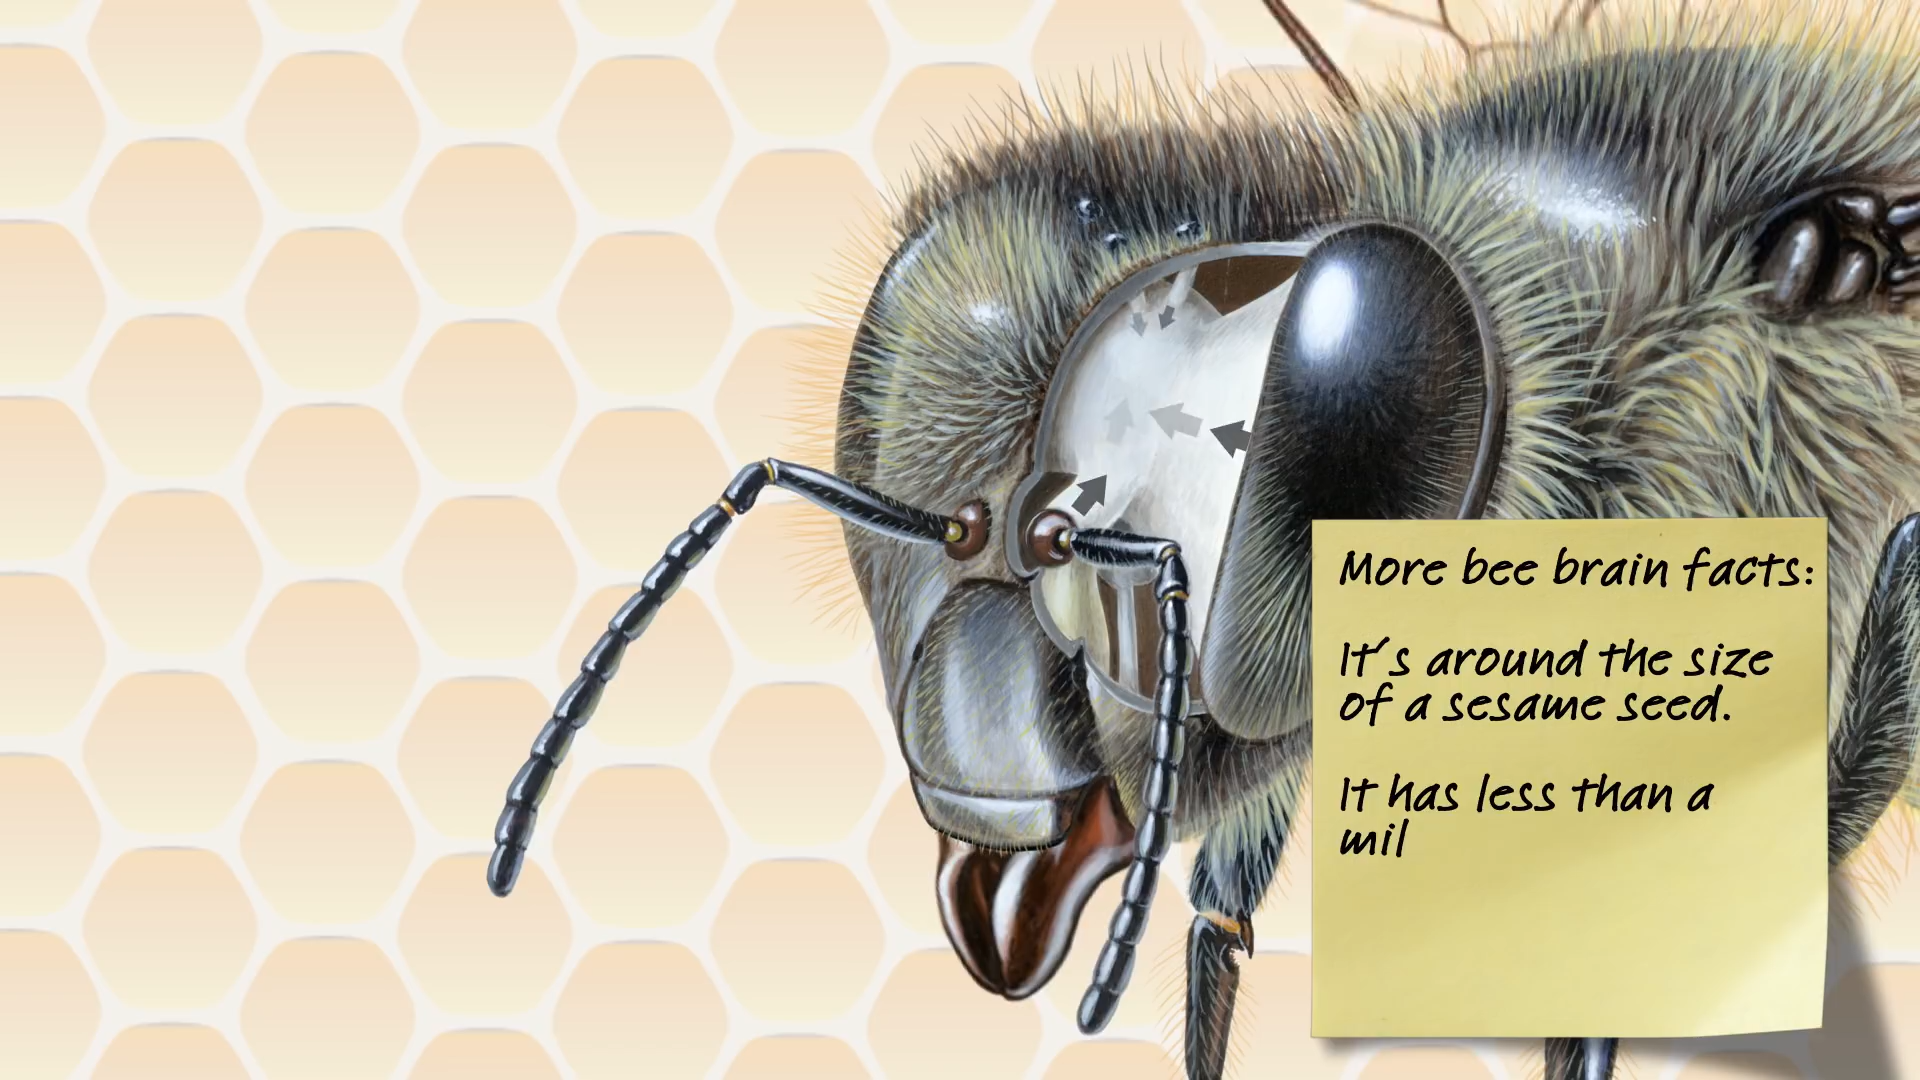 More bee brain facts:
It's around the size
of a sesame seed.
It has less than a
mil